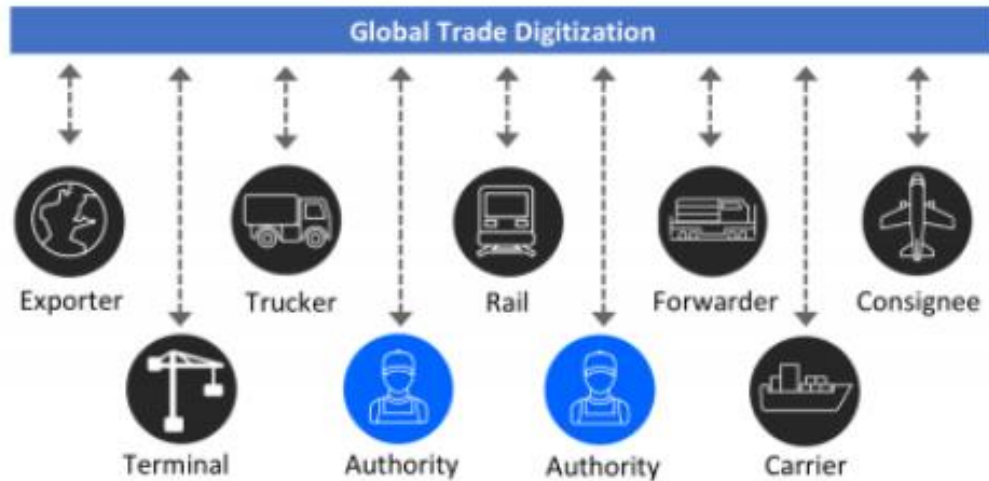 Global Trade Digitization
Exporter
Trucker
Rail
Forwarder
Consignee
Terminal
Authority
Authority
Carrier